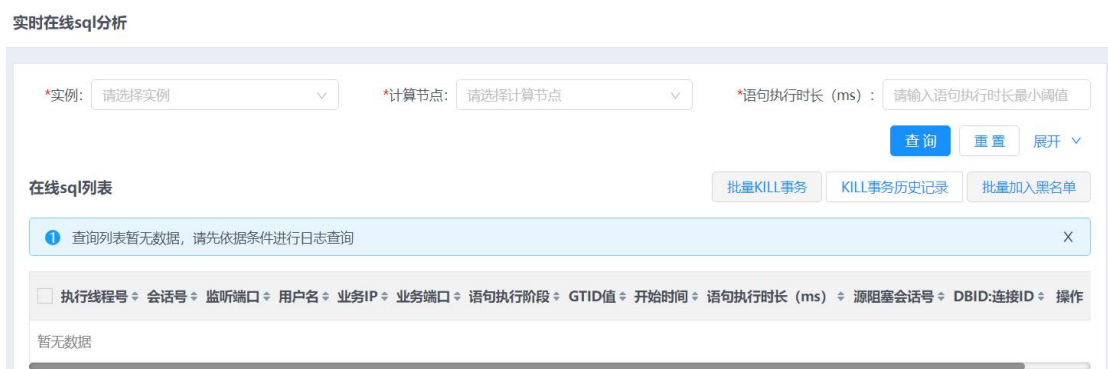 实时在线sql分析
*实例: 请选择实例 *计算节点: 请选择计算节点 *语句执行时长（ms）: 请输入语句执行时长最小阈值
查询 重置 展开
在线sql列表 批量KILL事务 KILL事务历史记录 批量加入黑名单
查询列表暂无数据，请先依据条件进行日志查询 X
执行线程号 会话号 监听端口 用户名 业务IP 业务端口 语句执行阶段 GTID值 开始时间 语句执行时长（ms） 源阻塞会话号 DBID:连接ID 操作
暂无数据